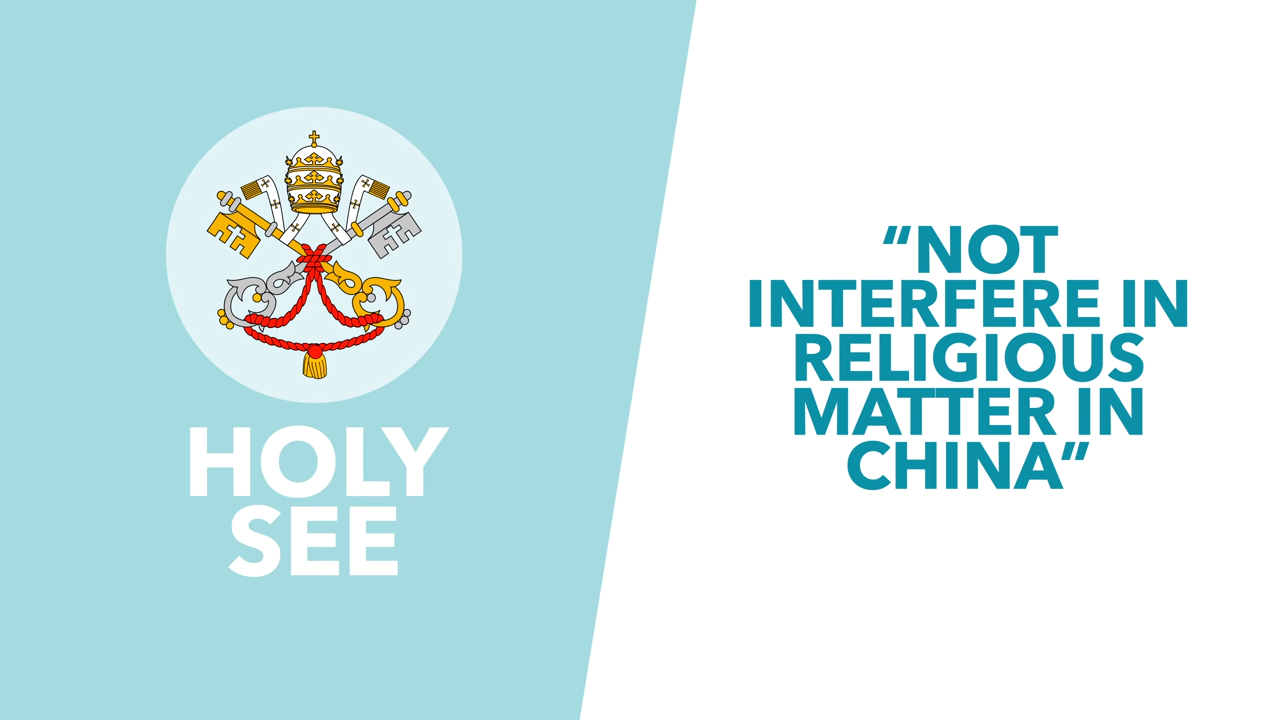 HOLY
SEE
“NOT
INTERFERE IN
RELIGIOUS
MATTER IN
CHINA”